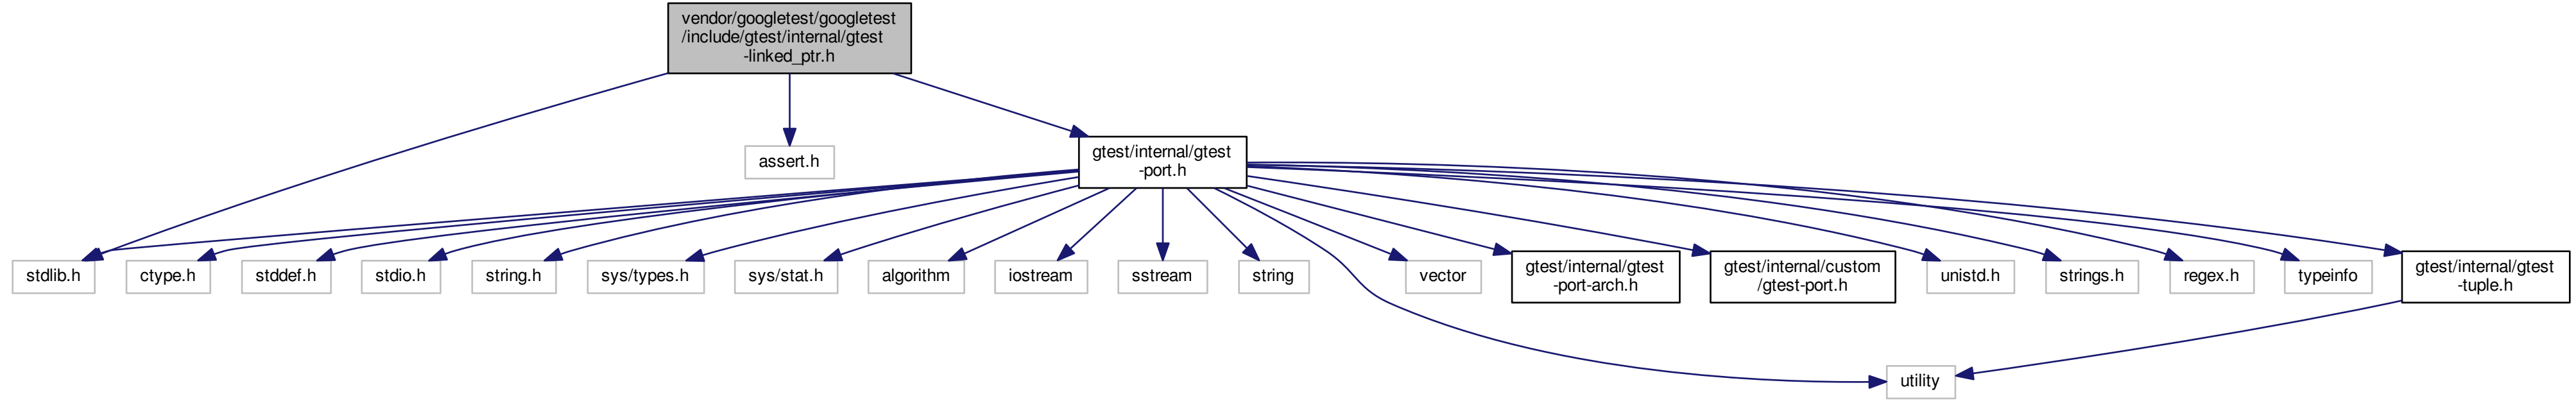 vendor/googletest/googletest
/include/gtest/internal/gtest
-linked_ptr.h
assert.h
gtest/internal/gtest
-port.h
stdlib.h
ctype.h
stddef.h
stdio.h
string.h
sys/types.h
sys/stat.h
algorithm
iostream
sstream
string
vector
gtest/internal/gtest
-port-arch.h
gtest/internal/custom
/gtest-port.h
unistd.h
strings.h
regex.h
typeinfo
gtest/internal/gtest
-tuple.h
utility